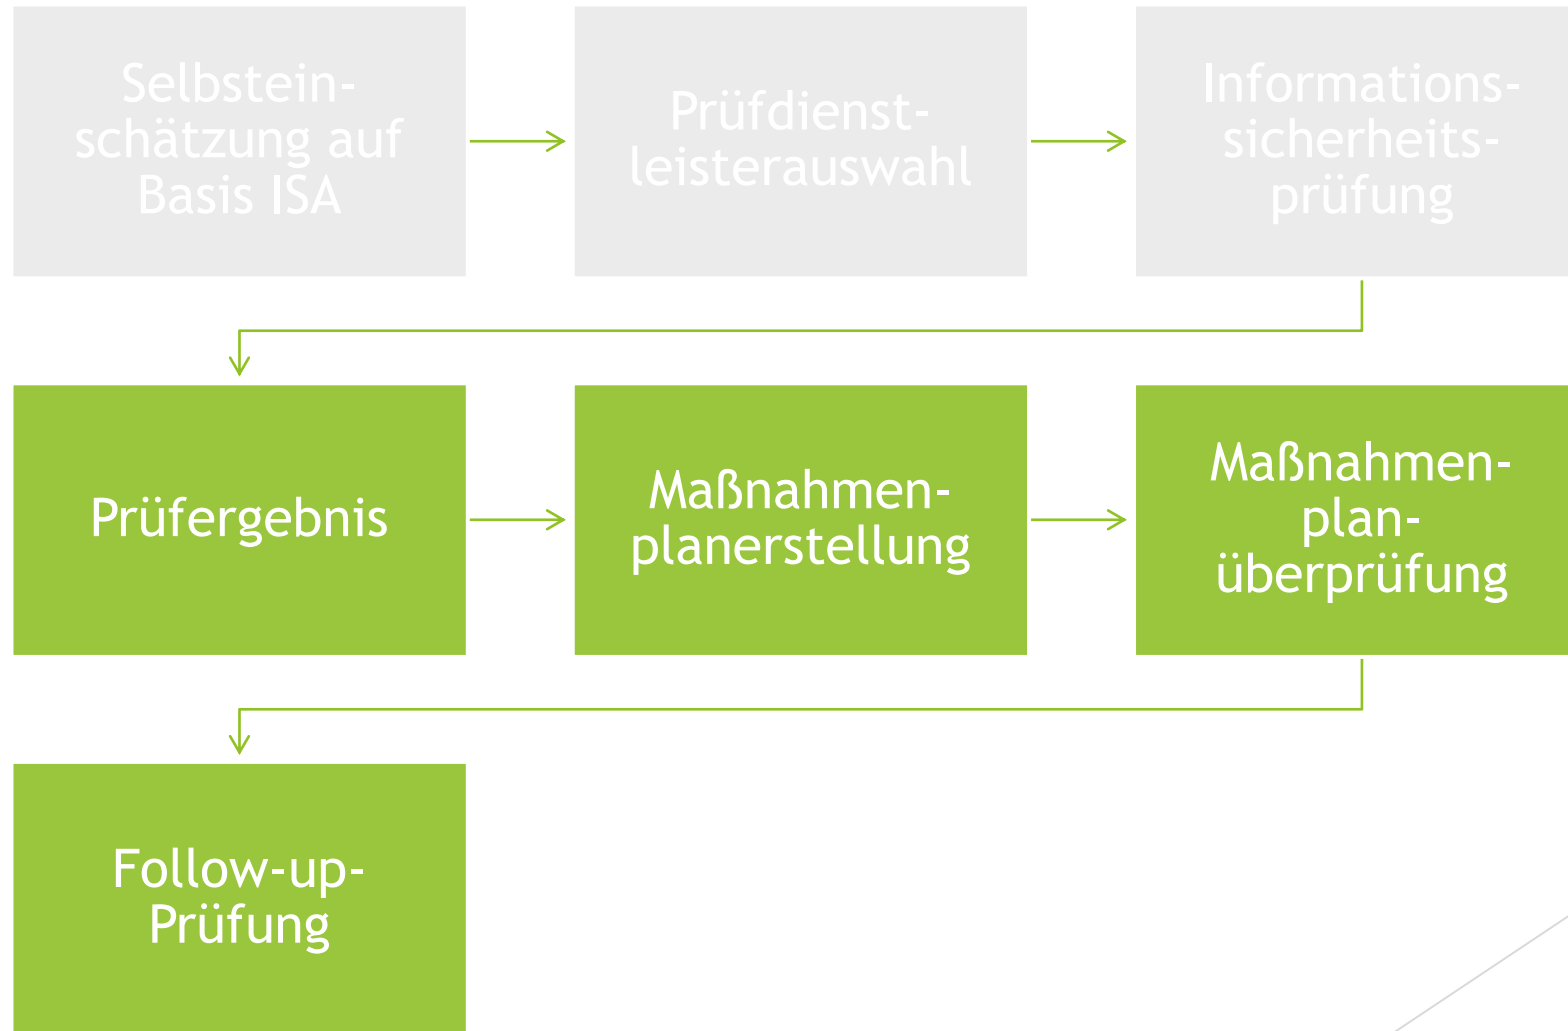 Selbstein-
schätzung auf
Basis ISA
Prüfdienst-
leisterauswahl
Informations-
sicherheits-
prüfung
Prüfergebnis
Maßnahmen-
planerstellung
Maßnahmen-
plan-
überprüfung
Follow-up-
Prüfung